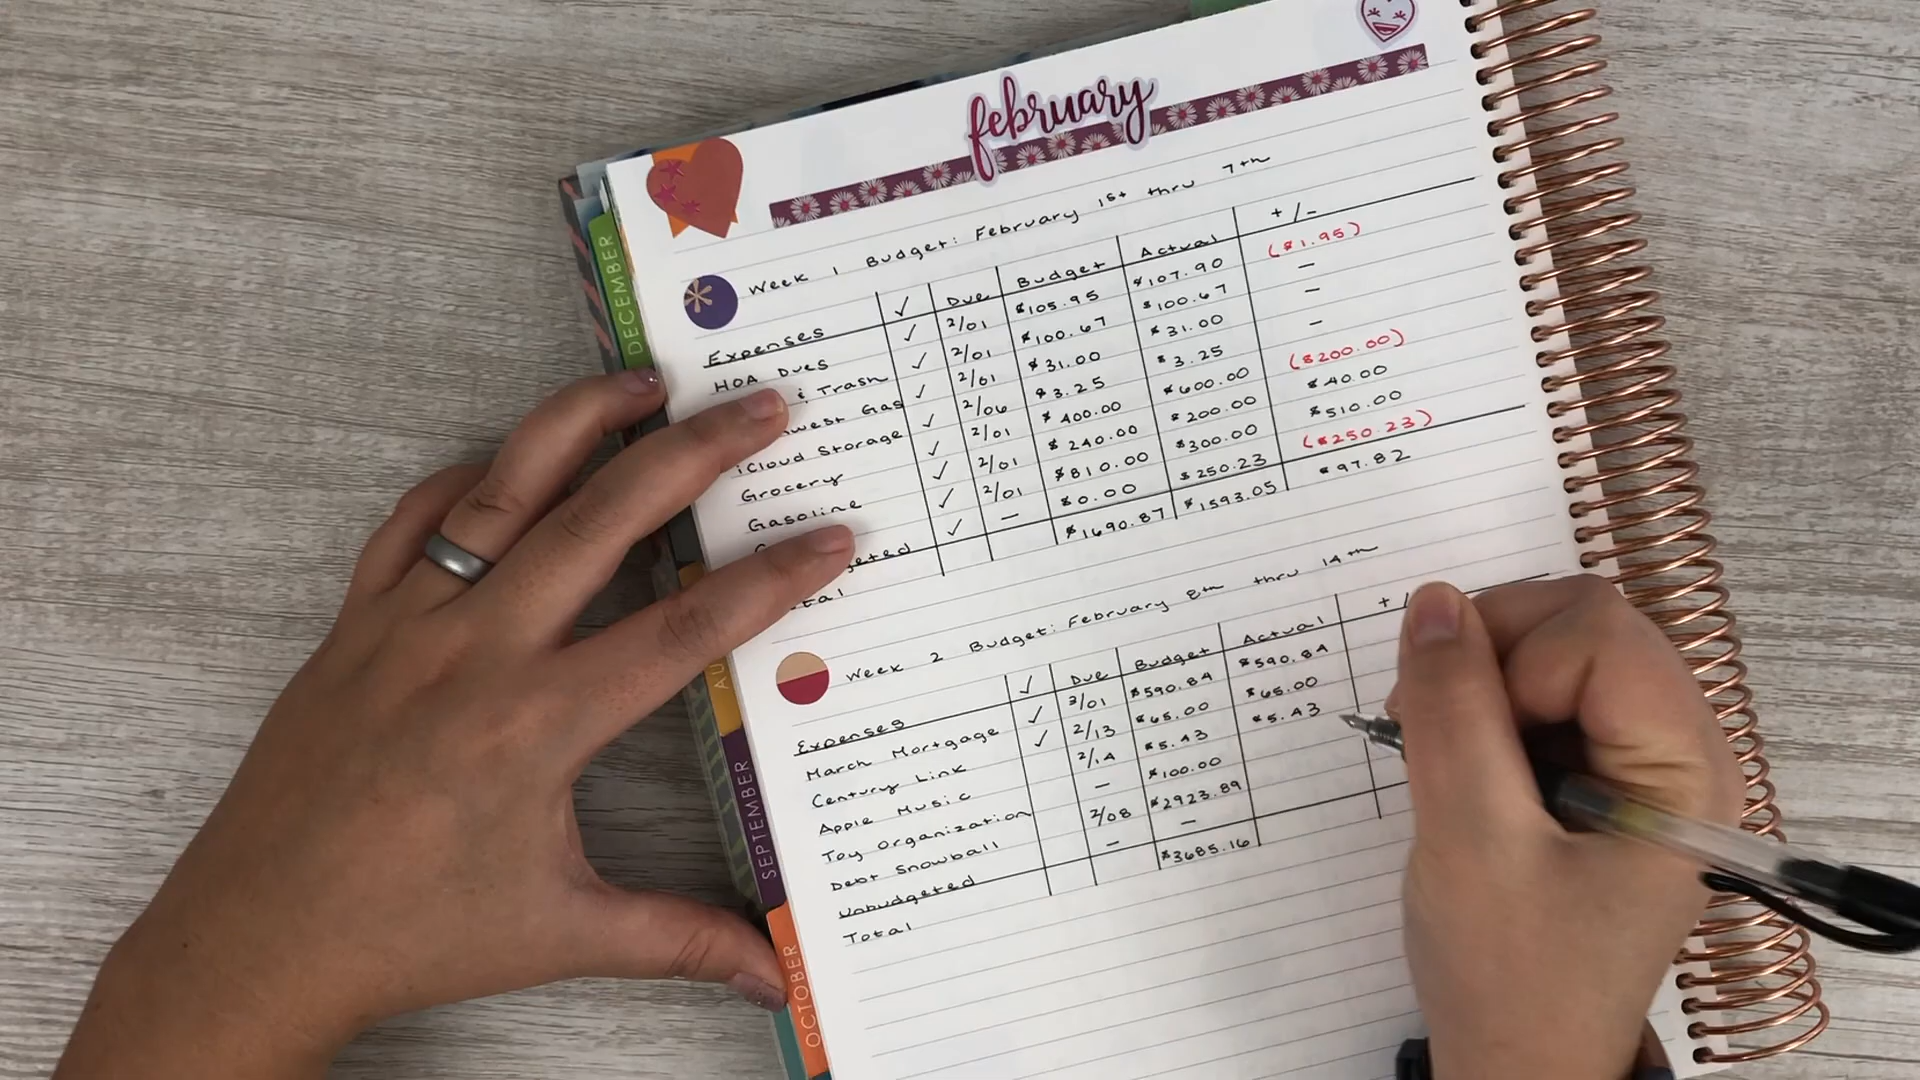 february
Week 1 Budget: February 1st thru 7th
Expenses ✓ Due Budget Actual +/-
HOA Dues ✓ 2/01 $105.95 $107.90 ($1.95)
& Trash ✓ 2/01 $100.67 $100.67 –
Gas ✓ 2/01 $31.00 $31.00 –
iCloud Storage ✓ 2/06 $3.25 $3.25 –
Grocery ✓ 2/01 $400.00 $600.00 ($200.00)
Gasoline ✓ 2/01 $240.00 $200.00 $40.00
✓ 2/01 $810.00 $300.00 $510.00
geted ✓ – $0.00 $250.23 ($250.23)
tal $1690.87 $1593.05 $97.82
Week 2 Budget: February 8th thru 14th
Expenses ✓ Due Budget Actual +/
March Mortgage ✓ 3/01 $590.84 $590.84
Century Link ✓ 2/13 $65.00 $65.00
Apple Music 2/14 $5.43 $5.43
Toy Organization – $100.00
Debt Snowball 2/08 $2923.89
Unbudgeted – –
Total $3685.16
DECEMBER
AU
SEPTEMBER
OCTOBER